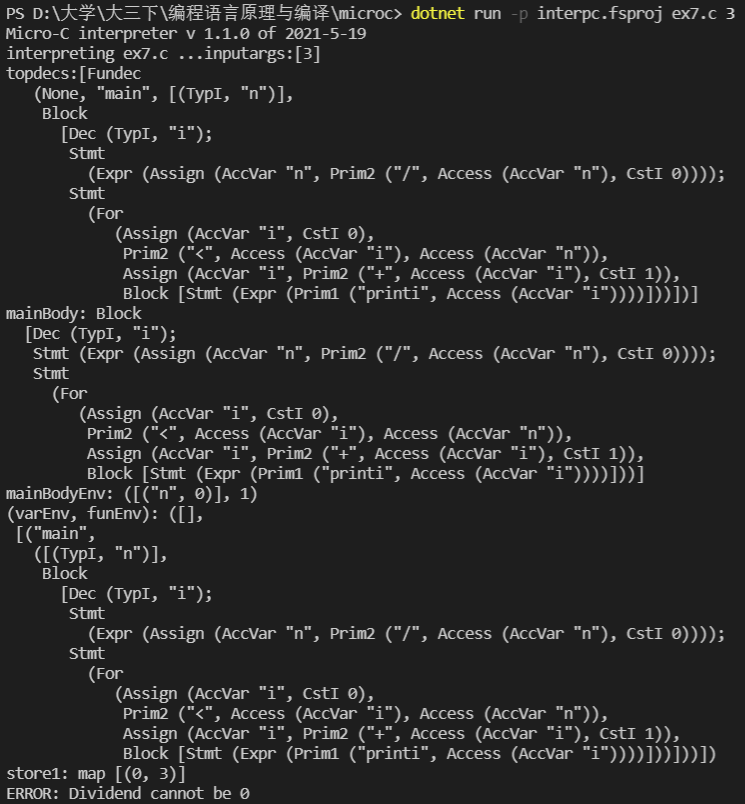 PS D:\大学\大三下\编程语言原理与编译\microc> dotnet run -p interpc.fsproj ex7.c 3
Micro-C interpreter v 1.1.0 of 2021-5-19
interpreting ex7.c ...inputargs:[3]
topdecs:[Fundec
   (None, "main", [(TypI, "n")],
    Block
      [Dec (TypI, "i");
       Stmt
         (Expr (Assign (AccVar "n", Prim2 ("/", Access (AccVar "n"), CstI 0))));
       Stmt
         (For
            (Assign (AccVar "i", CstI 0),
             Prim2 ("<", Access (AccVar "i"), Access (AccVar "n")),
             Assign (AccVar "i", Prim2 ("+", Access (AccVar "i"), CstI 1)),
             Block [Stmt (Expr (Prim1 ("printi", Access (AccVar "i"))))]))])]
mainBody: Block
  [Dec (TypI, "i");
   Stmt (Expr (Assign (AccVar "n", Prim2 ("/", Access (AccVar "n"), CstI 0))));
   Stmt
     (For
        (Assign (AccVar "i", CstI 0),
         Prim2 ("<", Access (AccVar "i"), Access (AccVar "n")),
         Assign (AccVar "i", Prim2 ("+", Access (AccVar "i"), CstI 1)),
         Block [Stmt (Expr (Prim1 ("printi", Access (AccVar "i"))))]))]
mainBodyEnv: ([("n", 0)], 1)
(varEnv, funEnv): ([],
 [("main",
   ([(TypI, "n")],
    Block
      [Dec (TypI, "i");
       Stmt
         (Expr (Assign (AccVar "n", Prim2 ("/", Access (AccVar "n"), CstI 0))));
       Stmt
         (For
            (Assign (AccVar "i", CstI 0),
             Prim2 ("<", Access (AccVar "i"), Access (AccVar "n")),
             Assign (AccVar "i", Prim2 ("+", Access (AccVar "i"), CstI 1)),
             Block [Stmt (Expr (Prim1 ("printi", Access (AccVar "i"))))]))]))])
store1: map [(0, 3)]
ERROR: Dividend cannot be 0